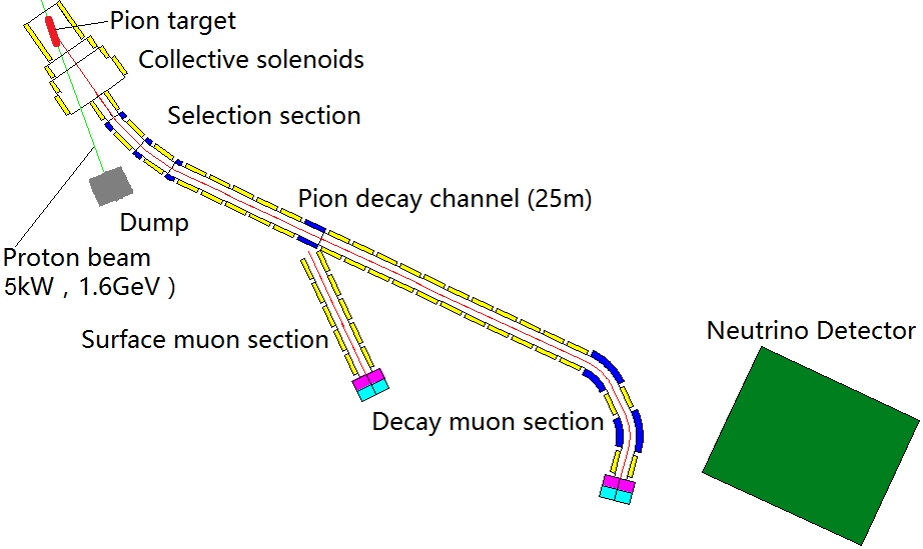 Pion target
Collective solenoids
Selection section
Pion decay channel (25m)
Dump
Proton beam
5kW , 1.6GeV )
Surface muon section
Neutrino Detector
Decay muon section